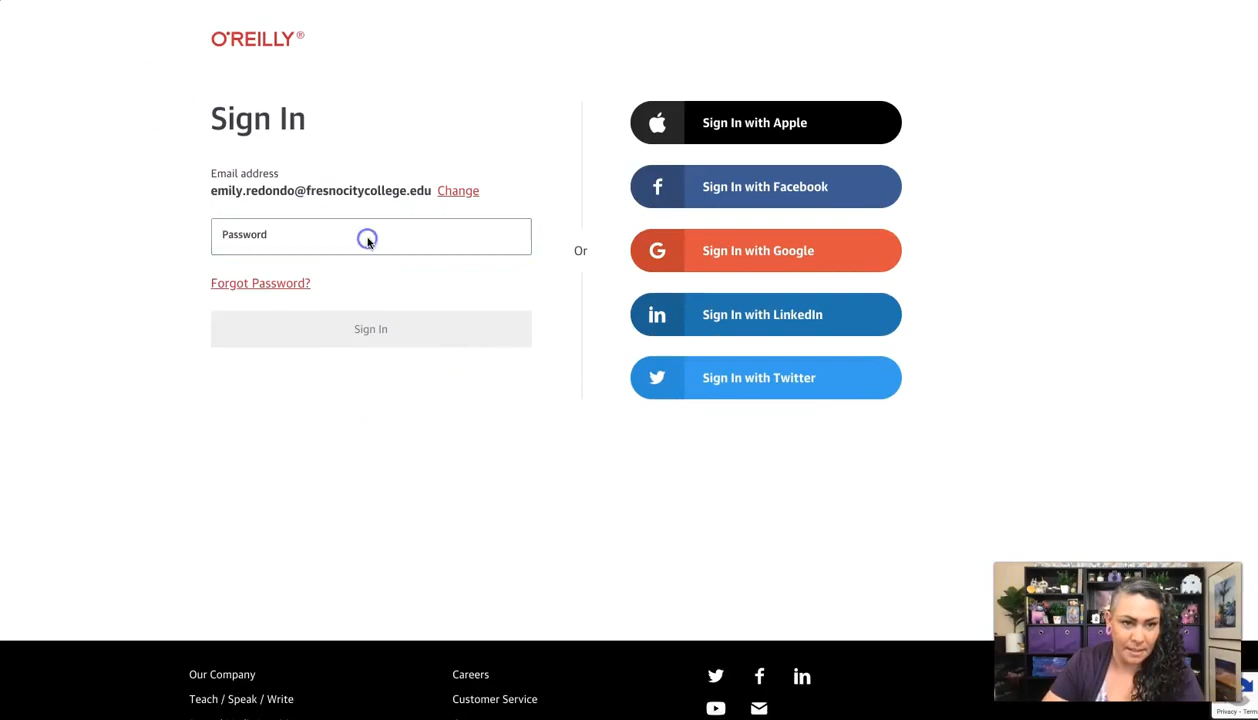 O'REILLY®
Sign In
Email address
emily.redondo@fresnocitycollege.edu Change
Password
Forgot Password?
Sign In
Or
Sign In with Apple
Sign In with Facebook
Sign In with Google
Sign In with LinkedIn
Sign In with Twitter
Our Company
Teach / Speak / Write
Careers
Customer Service
Privacy - Terms